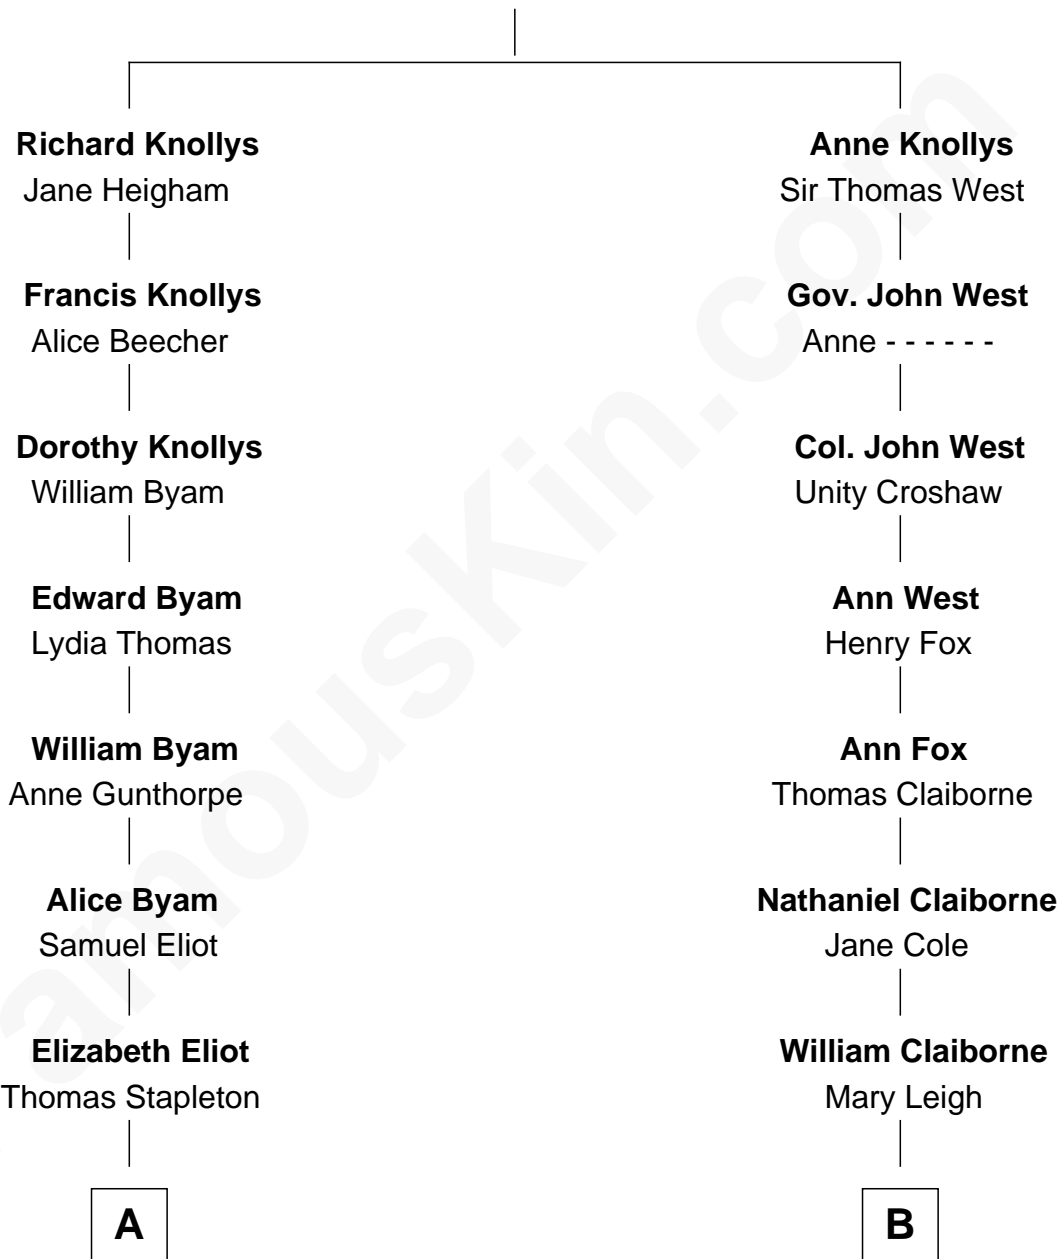 Richard Knollys
Jane Heigham
Francis Knollys
Alice Beecher
Dorothy Knollys
William Byam
Edward Byam
Lydia Thomas
William Byam
Anne Gunthorpe
Alice Byam
Samuel Eliot
Elizabeth Eliot
Thomas Stapleton
A
Anne Knollys
Sir Thomas West
Gov. John West
Anne - - - - - -
Col. John West
Unity Croshaw
Ann West
Henry Fox
Ann Fox
Thomas Claiborne
Nathaniel Claiborne
Jane Cole
William Claiborne
Mary Leigh
B
amousKin.com